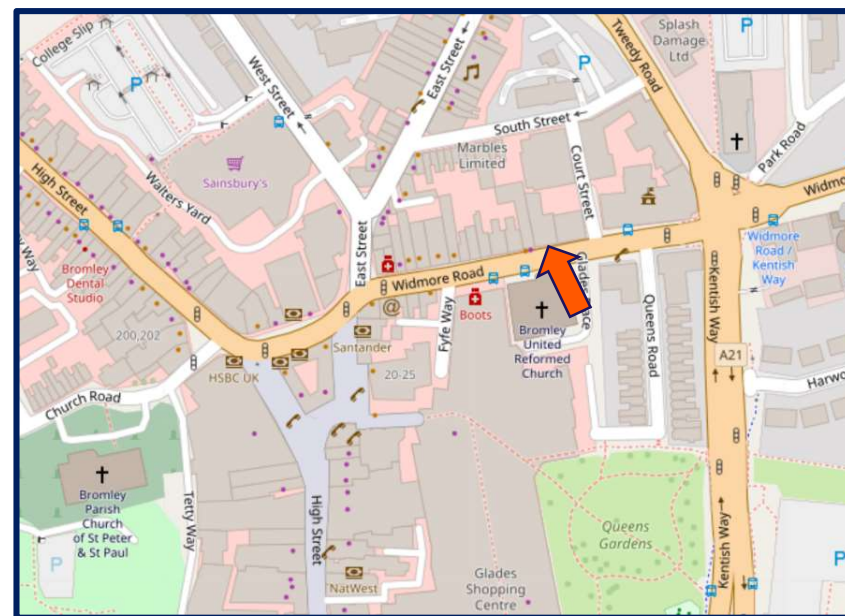 College Slip
P
West Street
East Street
Tweedy Road
Splash
Damage
Ltd
P
P
South Street
Marbles
Limited
Court Street
Park Road
Sainsbury's
High Street
Walters Yard
Widmo
East Street
Widmore Road
Glades
ace
Widmore
Road /
Kentish
Way
Kentish Way
Bromley
Dental
Studio
y Way
@
Fyfe Way
Boots
Bromley
United
Reformed
Church
Queens Road
200,202
Santander
HSBC UK
20-25
A21
Church Road
Harwo
Bromley
Parish
Church
of St Peter
& St Paul
Tetty Way
High Street
Queens
Gardens
Kentish Way
P
P
NatWest
Glades
Shopping
Centre